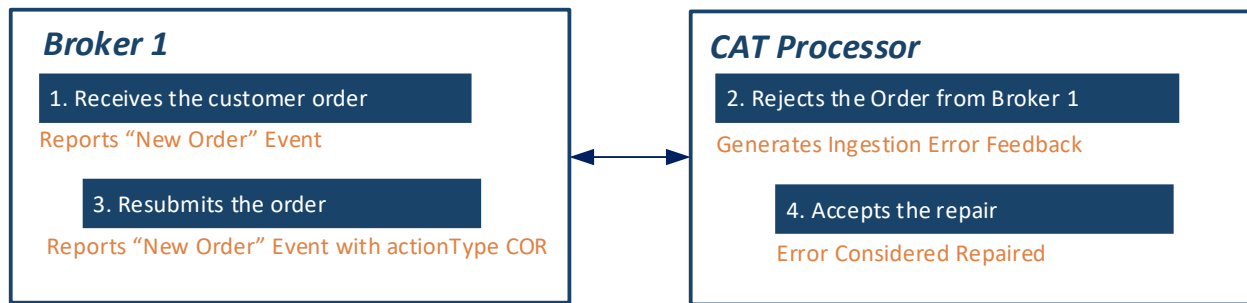 Broker 1
1. Receives the customer order
Reports “New Order” Event
3. Resubmits the order
Reports “New Order” Event with actionType COR
CAT Processor
2. Rejects the Order from Broker 1
Generates Ingestion Error Feedback
4. Accepts the repair
Error Considered Repaired